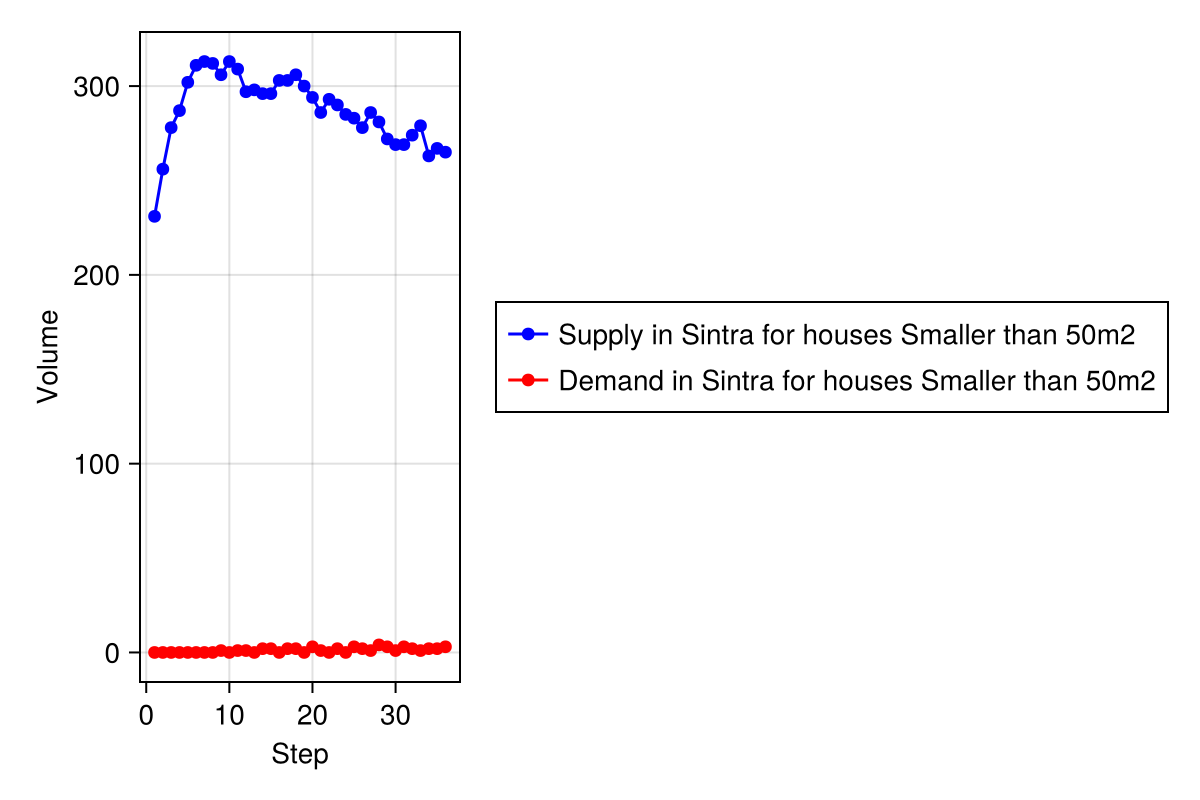 300
200
100
0
Volume
0 10 20 30
Step
Supply in Sintra for houses Smaller than 50m2
Demand in Sintra for houses Smaller than 50m2